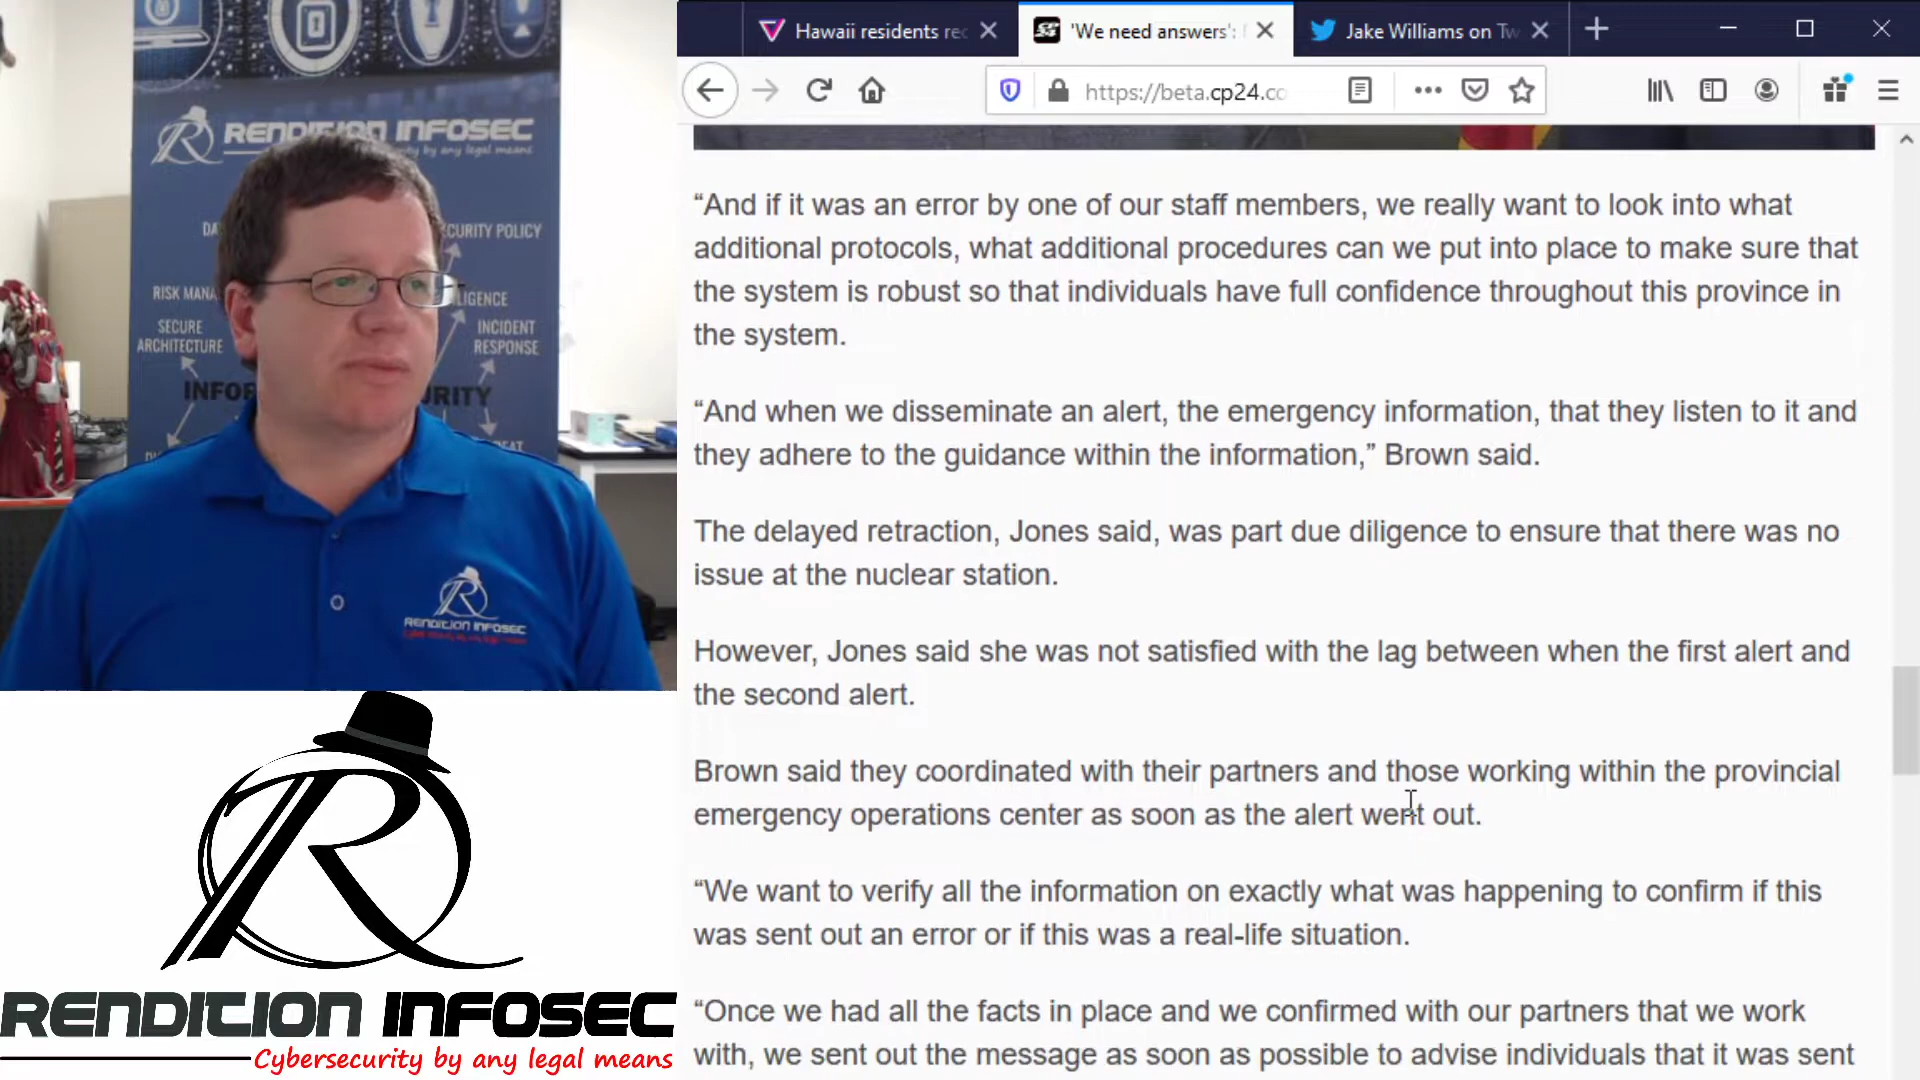 RENDITION INFOSEC
security by any legal means
SECURITY POLICY
RISK MANA
LIGENCE
SECURE
ARCHITECTURE
INCIDENT
RESPONSE
RENDITION INFOSEC
RENDITION INFOSEC
Cybersecurity by any legal means
Hawaii residents rec
'We need answers':
Jake Williams on Tw
https://beta.cp24.co
“And if it was an error by one of our staff members, we really want to look into what
additional protocols, what additional procedures can we put into place to make sure that
the system is robust so that individuals have full confidence throughout this province in
the system.
“And when we disseminate an alert, the emergency information, that they listen to it and
they adhere to the guidance within the information,” Brown said.
The delayed retraction, Jones said, was part due diligence to ensure that there was no
issue at the nuclear station.
However, Jones said she was not satisfied with the lag between when the first alert and
the second alert.
Brown said they coordinated with their partners and those working within the provincial
emergency operations center as soon as the alert went out.
“We want to verify all the information on exactly what was happening to confirm if this
was sent out an error or if this was a real-life situation.
“Once we had all the facts in place and we confirmed with our partners that we work
with, we sent out the message as soon as possible to advise individuals that it was sent